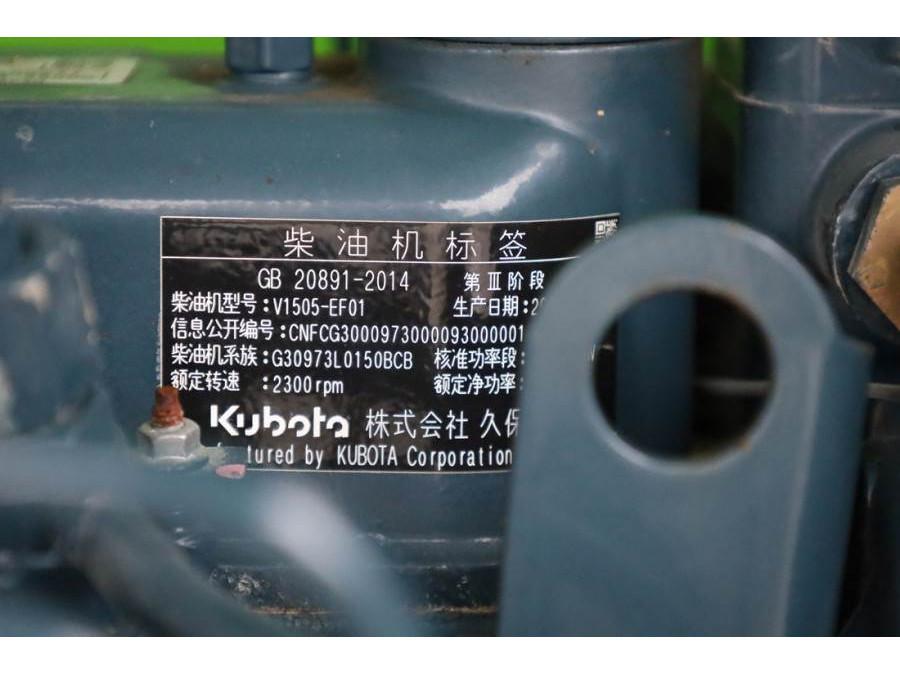 柴油机标签
GB 20891-2014 第Ⅲ阶段
柴油机型号:V1505-EF01 生产日期:2
信息公开编号:CNFCG3000973000093000001
柴油机系族:G30973L0150BCB 核准功率段:
额定转速:2300rpm 额定净功率:
Kubota 株式会社 久保
tured by KUBOTA Corporation